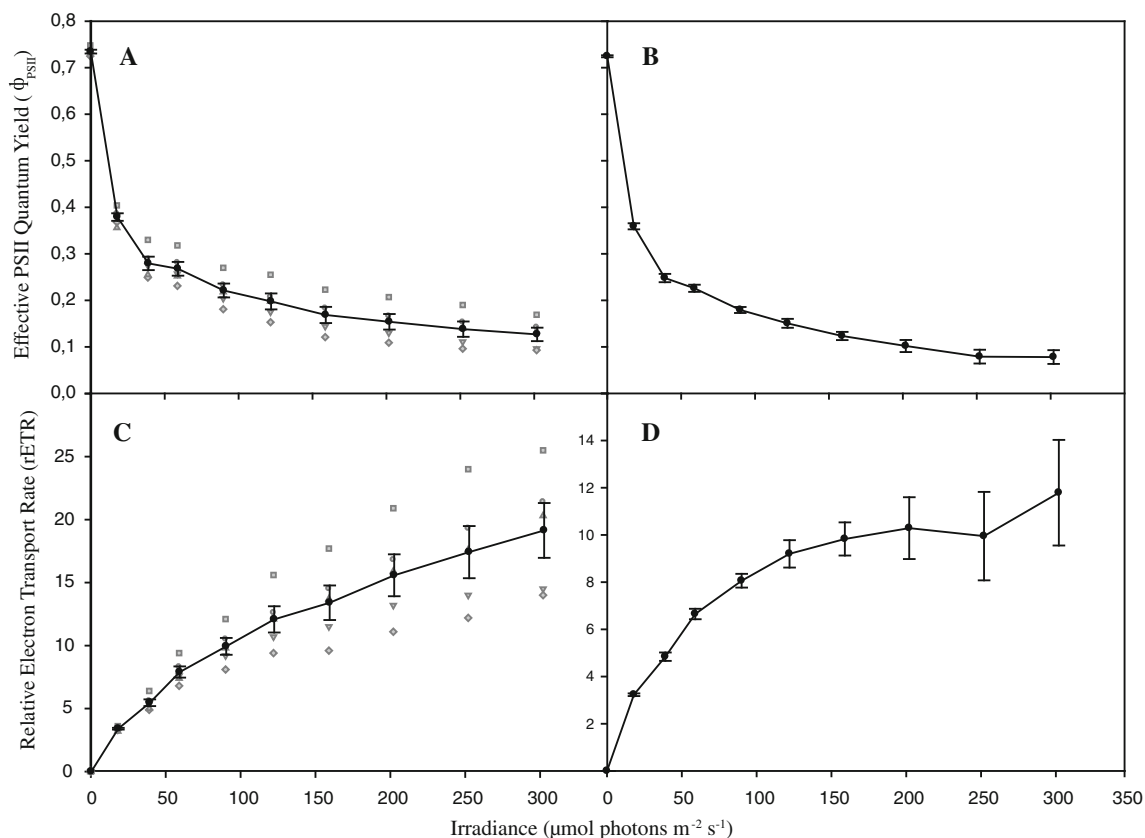 0,8
0,7
0,6
0,5
0,4
0,3
0,2
0,1
0,0
Effective PSII Quantum Yield ( ϕPSII)
A
B
25
20
15
10
5
0
Relative Electron Transport Rate (rETR)
C
14
12
10
8
6
4
2
0
D
0 50 100 150 200 250 300 0 50 100 150 200 250 300 350
Irradiance (µmol photons m-2 s-1)